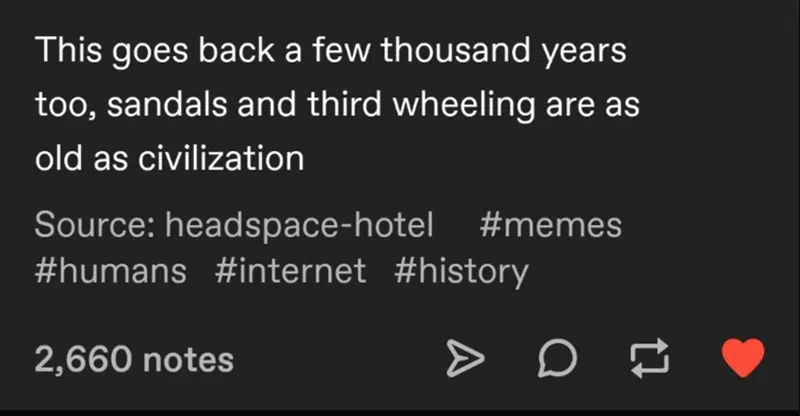 This goes back a few thousand years
too, sandals and third wheeling are as
old as civilization
Source: headspace-hotel #memes
#humans #internet #history
2,660 notes